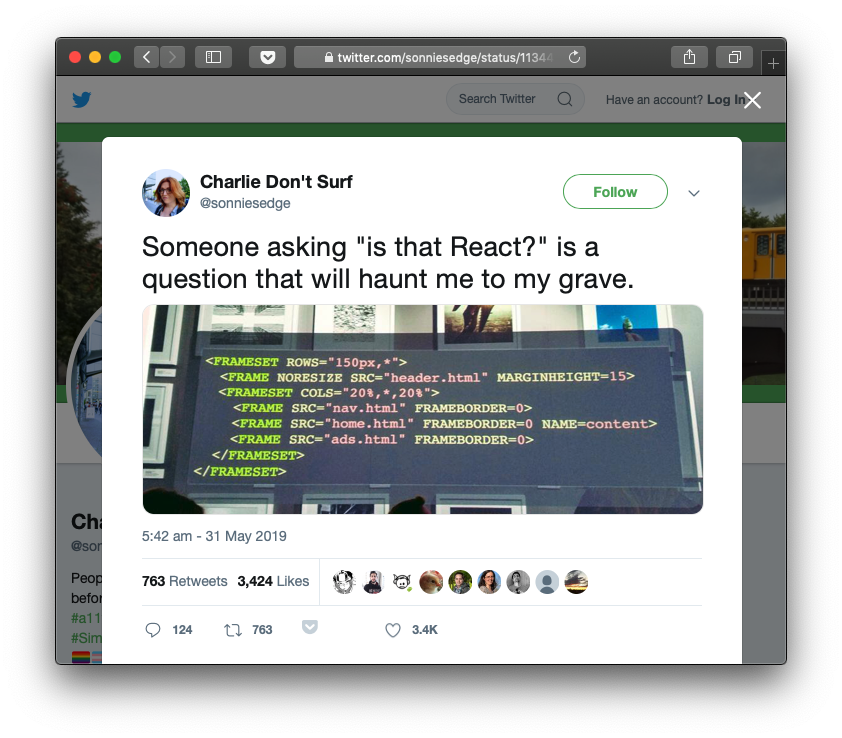 twitter.com/sonniesedge/status/11344
Search Twitter
Have an account? Log In
Charlie Don't Surf
@sonniesedge
Follow
Someone asking "is that React?" is a
question that will haunt me to my grave.
<FRAMESET ROWS="150px,*">
<FRAME NORESIZE SRC="header.html" MARGINHEIGHT=15>
<FRAMESET COLS="20%,*,20%">
<FRAME SRC="nav.html" FRAMEBORDER=0>
<FRAME SRC="home.html" FRAMEBORDER=0 NAME=content>
<FRAME SRC="ads.html" FRAMEBORDER=0>
</FRAMESET>
</FRAMESET>
5:42 am - 31 May 2019
763 Retweets 3,424 Likes
124 763 3.4K
Cha
@son
Peop
befor
#a11
#Sim